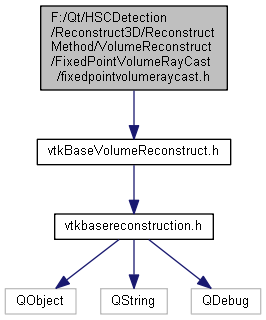 F:/Qt/HSCDetection
/Reconstruct3D/Reconstruct
Method/VolumeReconstruct
/FixedPointVolumeRayCast
/fixedpointvolumeraycast.h
vtkBaseVolumeReconstruct.h
vtkbasereconstruction.h
QObject
QString
QDebug